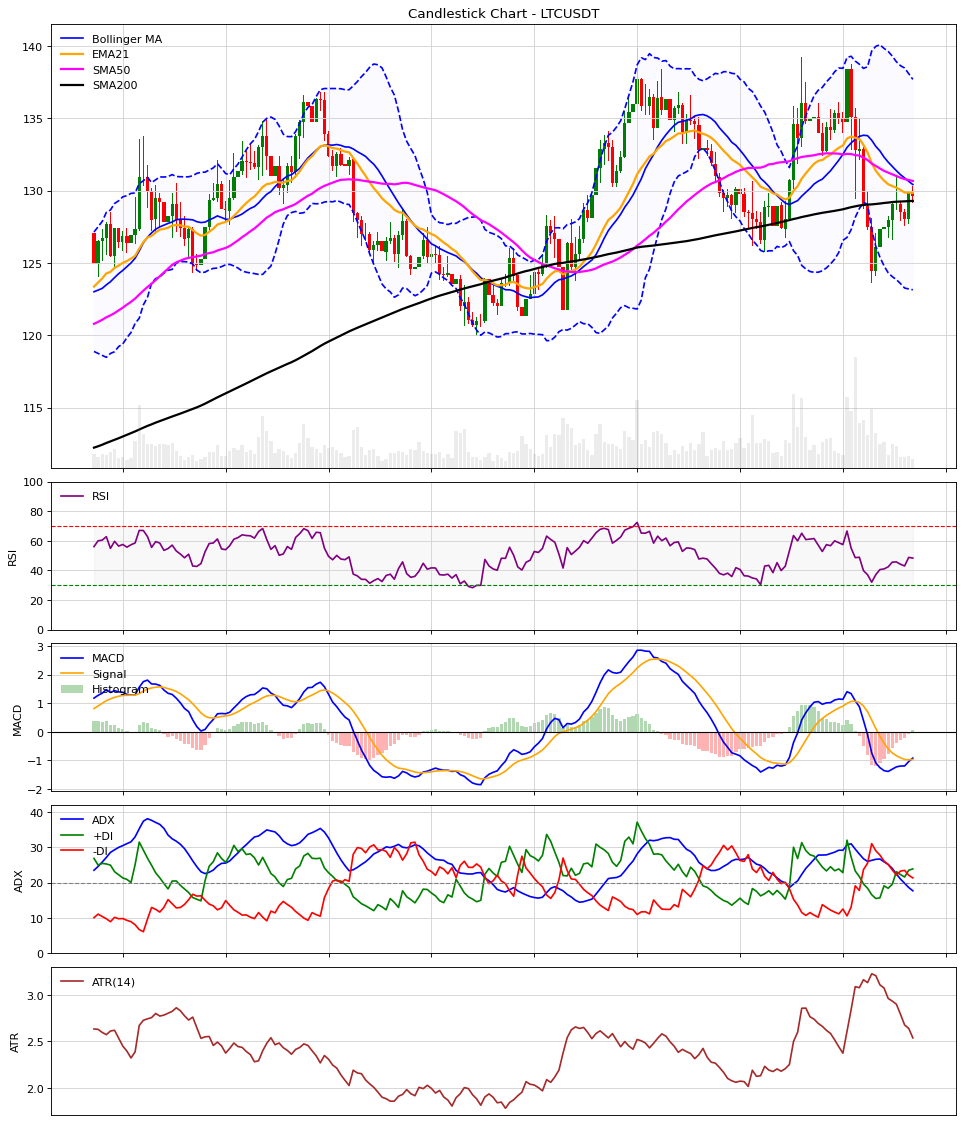 Candlestick Chart - LTCUSDT
Bollinger MA
EMA21
SMA50
SMA200
140
135
130
125
120
115
RSI
RSI
100
80
60
40
20
0
MACD
Signal
Histogram
MACD
3
2
1
0
−1
−2
ADX
+DI
-DI
ADX
40
30
20
10
0
ATR(14)
ATR
3.0
2.5
2.0